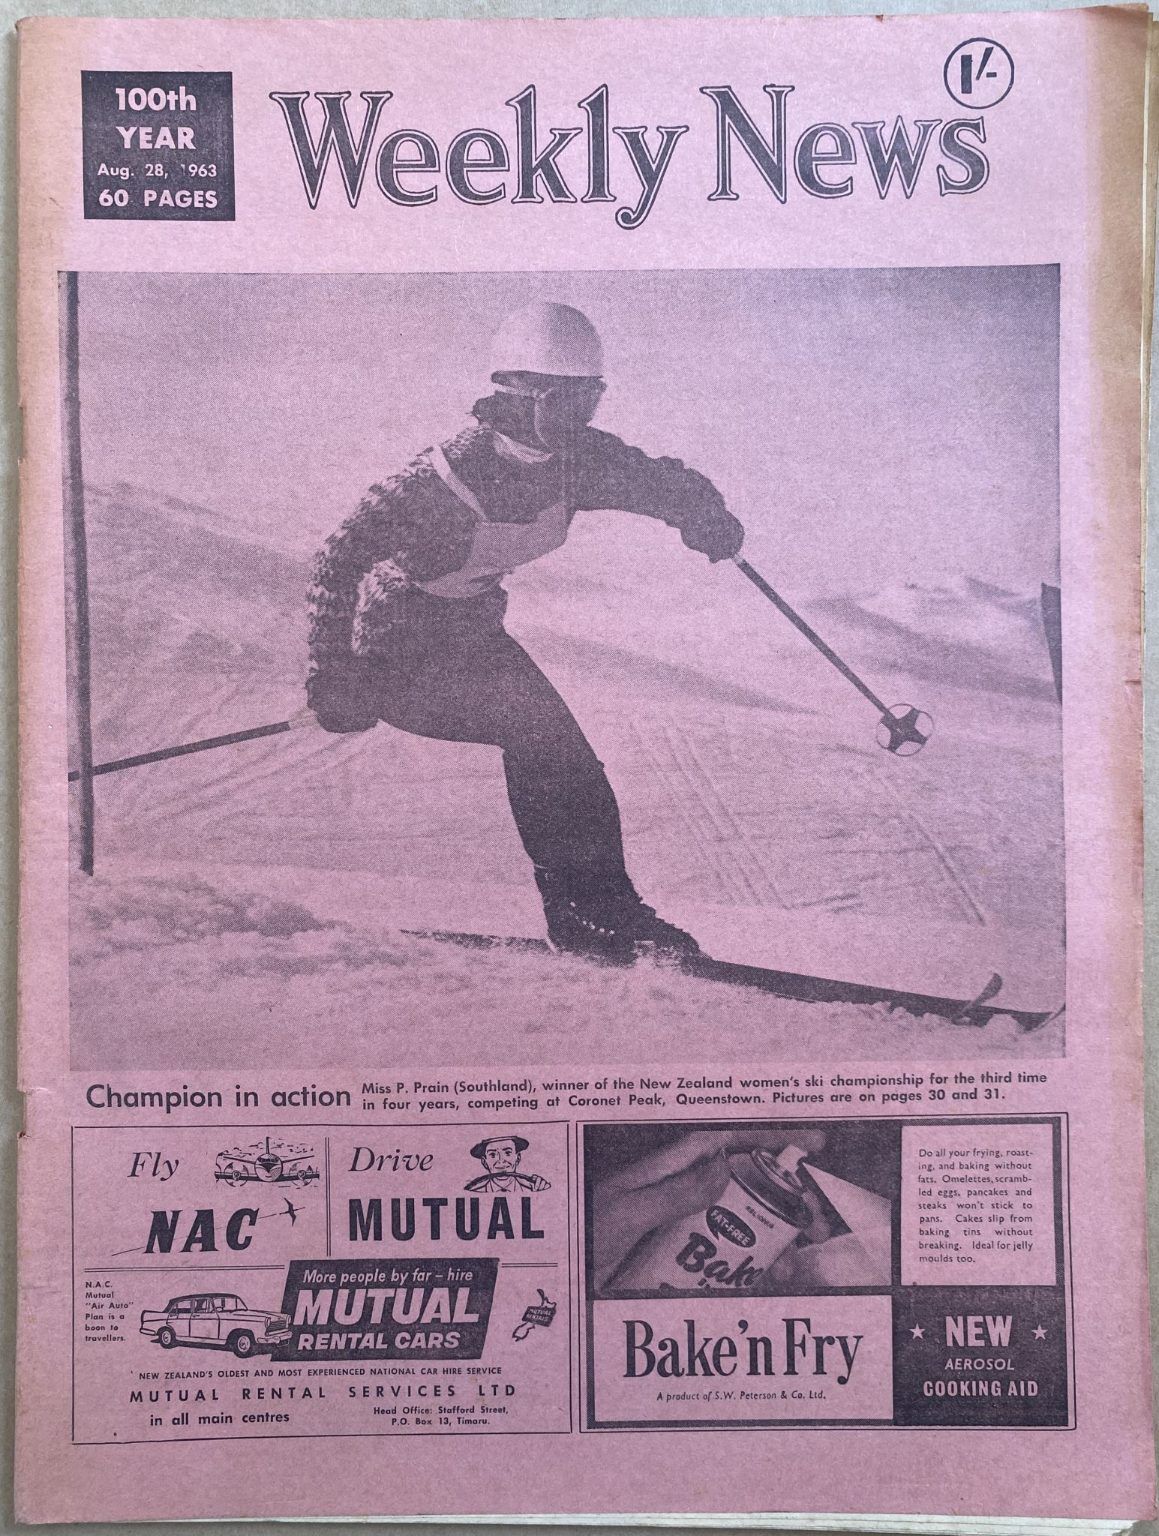 100th
YEAR
Aug. 28, 1963
60 PAGES
Weekly News
1/-
Champion in action
Miss P. Prain (Southland), winner of the New Zealand women's ski championship for the third time
in four years, competing at Coronet Peak, Queenstown. Pictures are on pages 30 and 31.
Fly
NAC
Drive
MUTUAL
N.A.C.
Mutual
"Air Auto"
Plan is a
boon to
travellers.
More people by far – hire
MUTUAL
RENTAL CARS
MUTUAL
RENTALS
NEW ZEALAND'S OLDEST AND MOST EXPERIENCED NATIONAL CAR HIRE SERVICE
MUTUAL RENTAL SERVICES LTD
in all main centres
Head Office: Stafford Street,
P.O. Box 13, Timaru.
FAT-FREE
Bake
Do all your frying, roast-
ing, and baking without
fats. Omelettes, scramb-
led eggs, pancakes and
steaks won't stick to
pans. Cakes slip from
baking tins without
breaking. Ideal for jelly
moulds too.
Bake'n Fry
A product of S.W. Peterson & Co. Ltd.
★ NEW ★
AEROSOL
COOKING AID